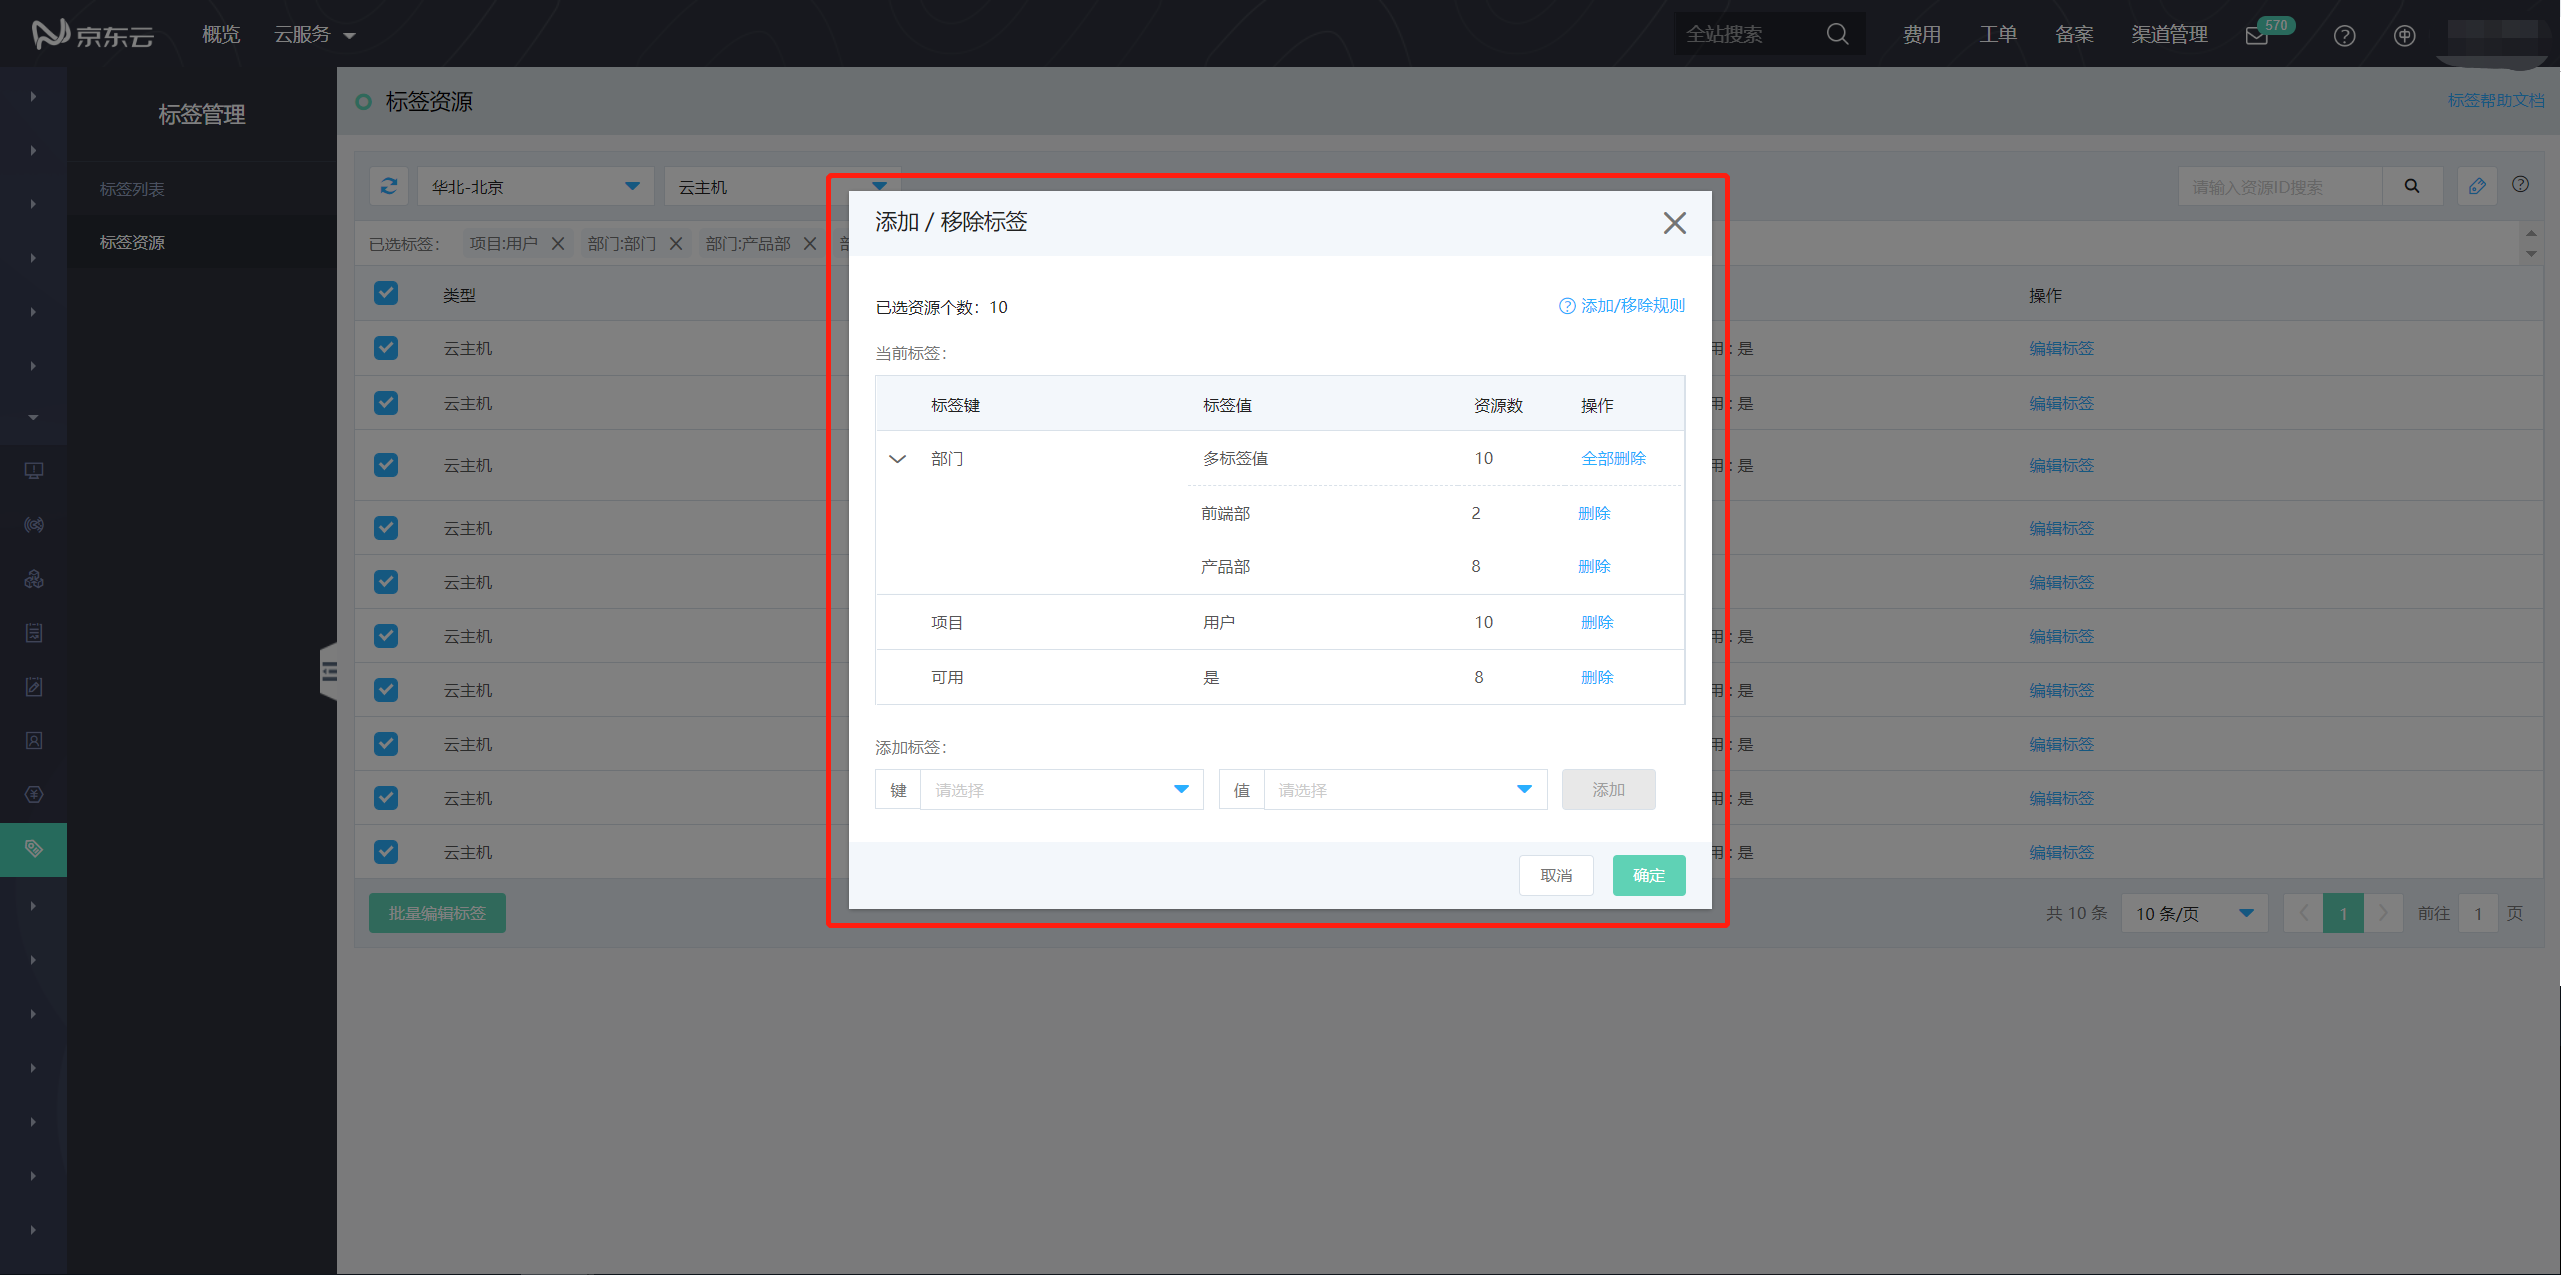 京东云 概览 云服务 全站搜索 费用 工单 备案 渠道管理 570
标签管理
标签列表
标签资源
标签资源 标签帮助文档
华北-北京 云主机 请输入资源ID搜索
已选标签： 项目:用户 部门:部门 部门:产品部
类型 操作
云主机 用 : 是 编辑标签
云主机 用 : 是 编辑标签
云主机 用 : 是 编辑标签
云主机 编辑标签
云主机 编辑标签
云主机 用 : 是 编辑标签
云主机 用 : 是 编辑标签
云主机 用 : 是 编辑标签
云主机 用 : 是 编辑标签
云主机 用 : 是 编辑标签
批量编辑标签 共 10 条 10 条/页 1 前往 1 页
添加 / 移除标签
已选资源个数：10 添加/移除规则
当前标签：
标签键 标签值 资源数 操作
部门 多标签值 10 全部删除
前端部 2 删除
产品部 8 删除
项目 用户 10 删除
可用 是 8 删除
添加标签：
键 请选择 值 请选择 添加
取消 确定